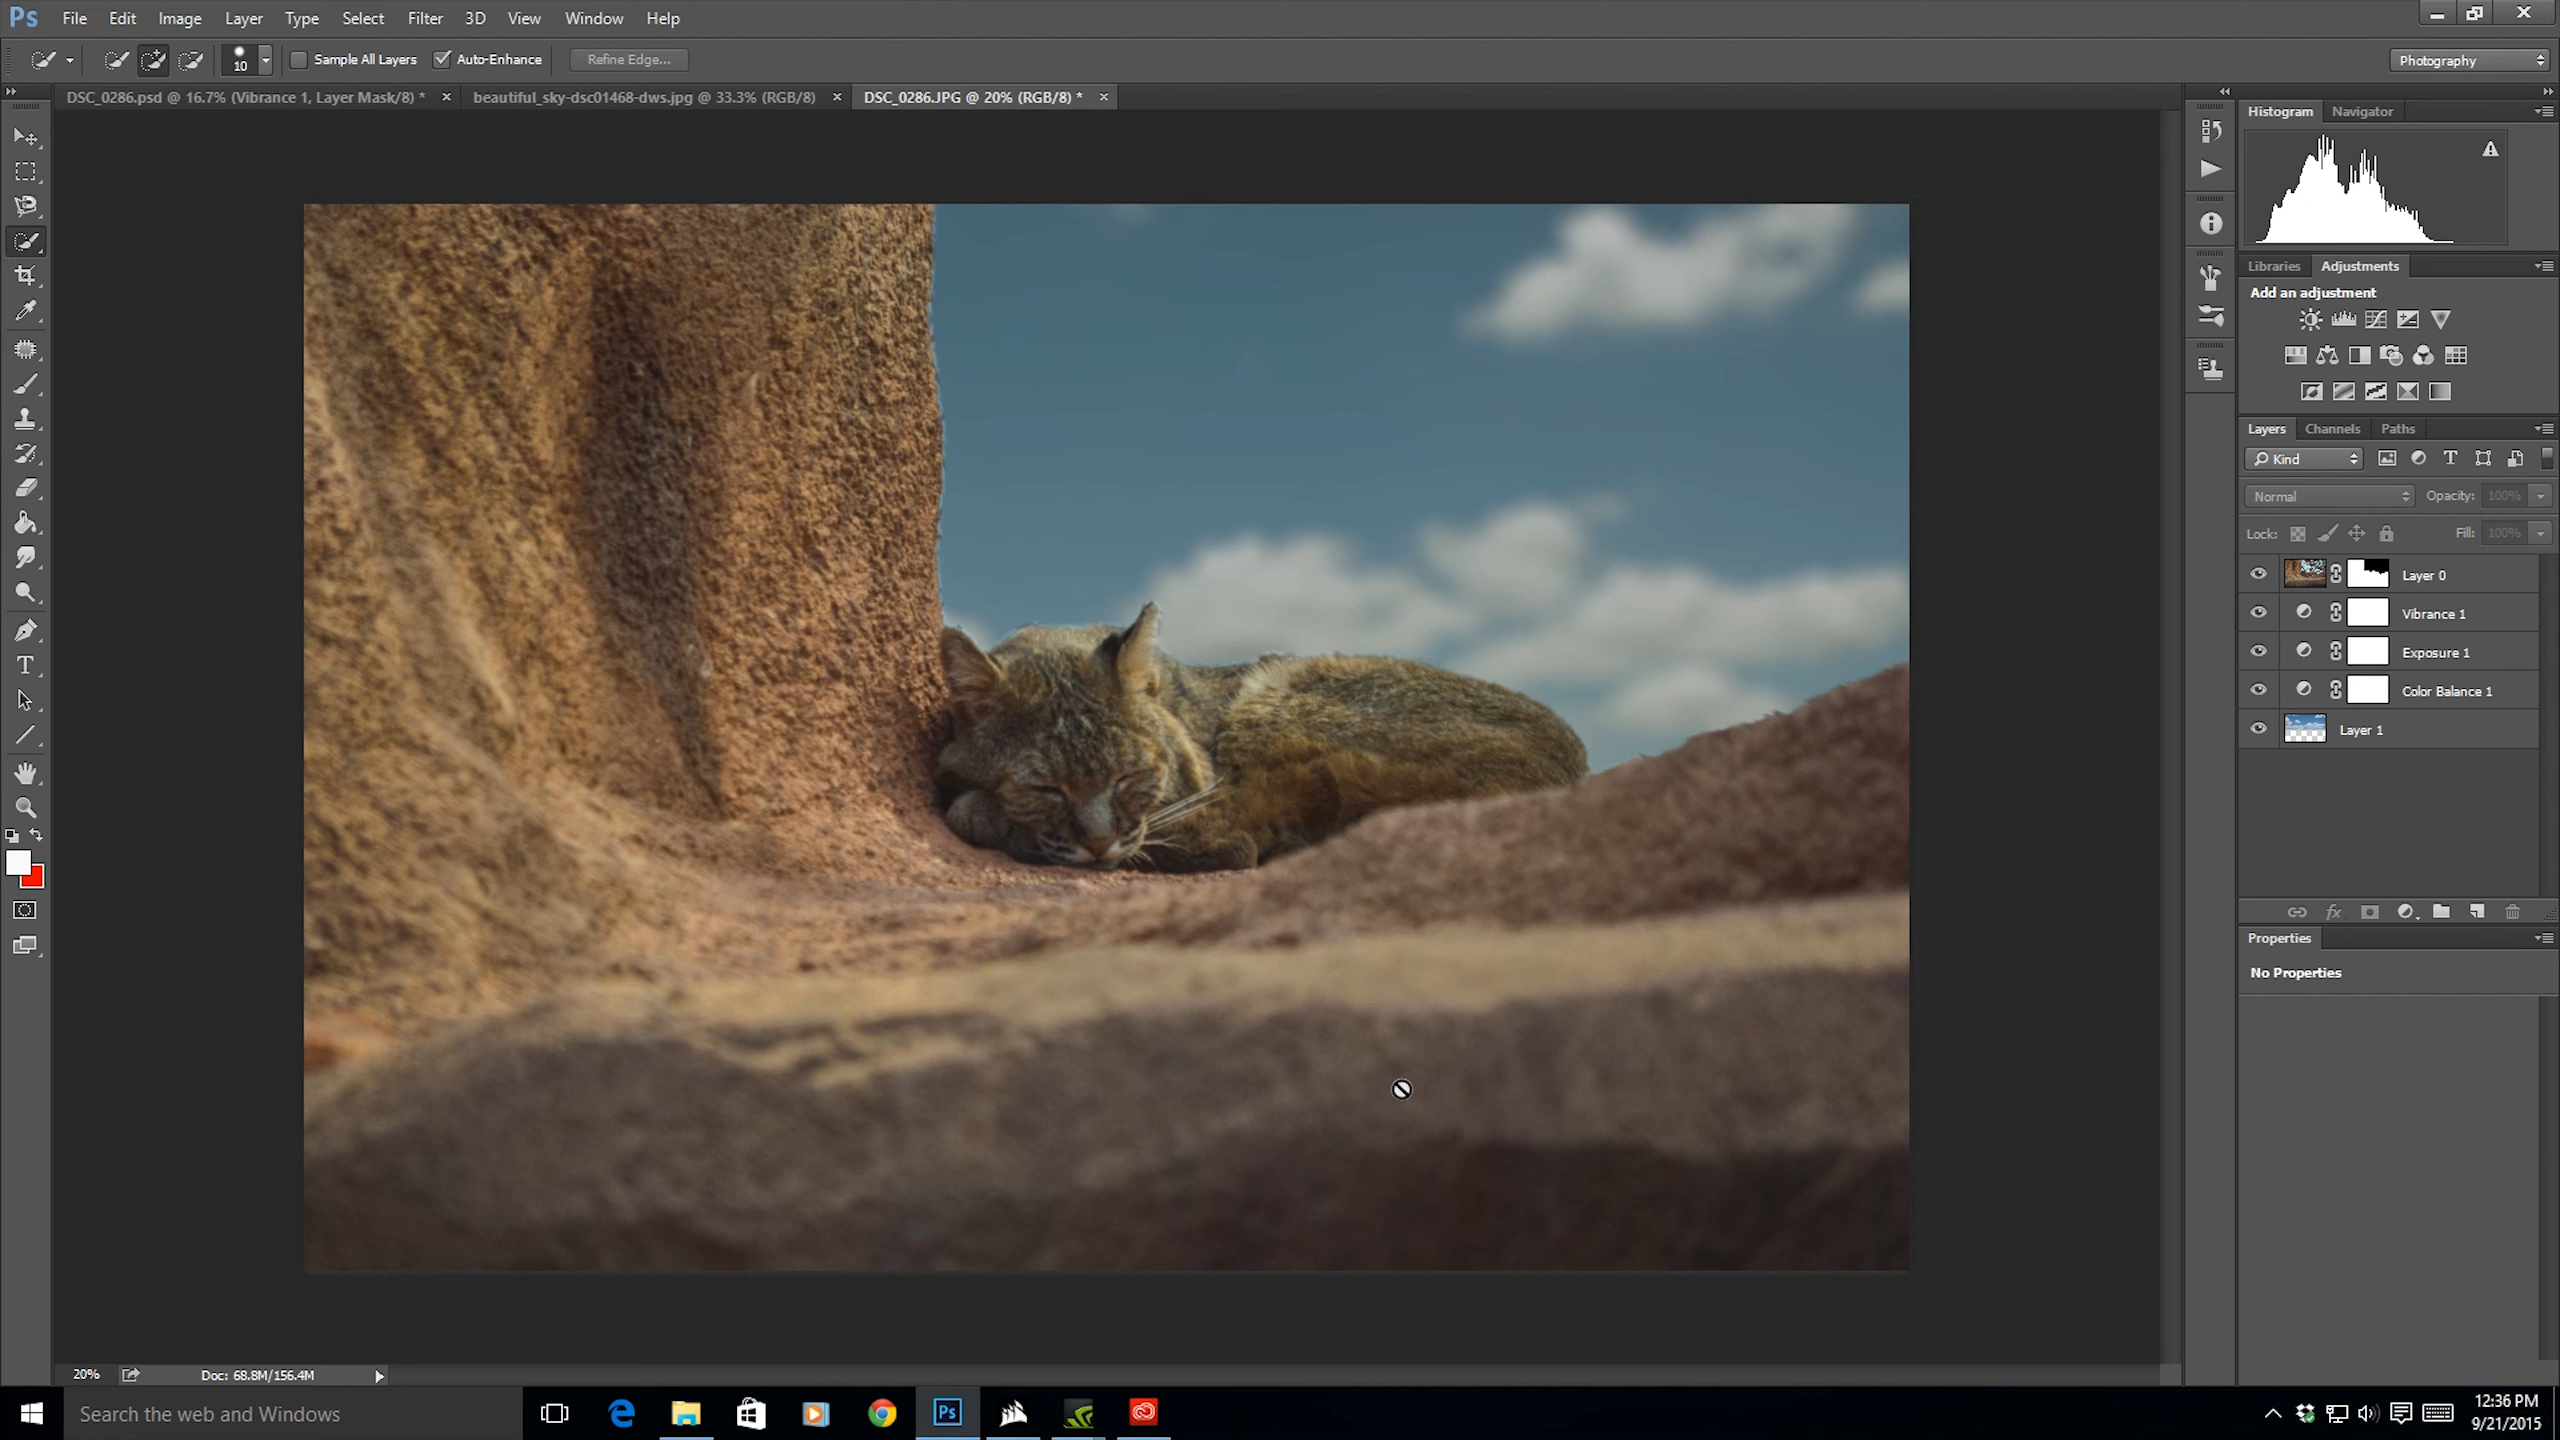 Ps File Edit Image Layer Type Select Filter 3D View Window Help
10 Sample All Layers Auto-Enhance Refine Edge... Photography
DSC_0286.psd @ 16.7% (Vibrance 1, Layer Mask/8) * beautiful_sky-dsc01468-dws.jpg @ 33.3% (RGB/8) DSC_0286.JPG @ 20% (RGB/8) *
Histogram Navigator
Libraries Adjustments
Add an adjustment
Layers Channels Paths
Kind
Normal Opacity: 100%
Lock: Fill: 100%
Layer 0
Vibrance 1
Exposure 1
Color Balance 1
Layer 1
fx
Properties
No Properties
20% Doc: 68.8M/156.4M
Search the web and Windows
Ps
12:36 PM
9/21/2015